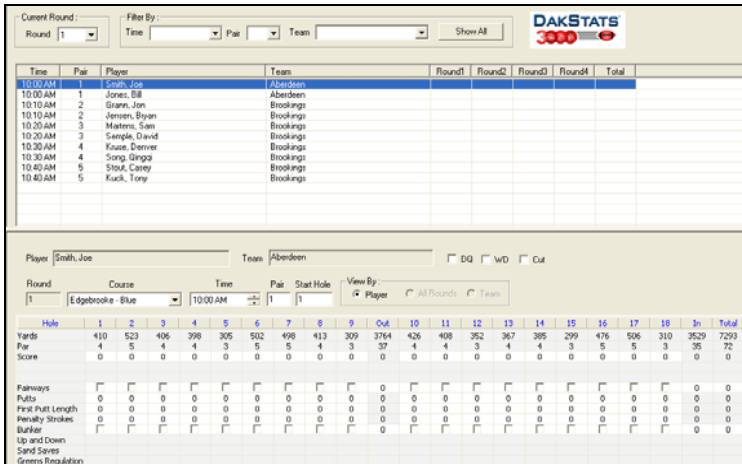 Current Round :
Filter By :
Round 1
Time
Pair
Team
Show All
DAKSTATS
3000
Time Pair Player Team Round1 Round2 Round3 Round4 Total
10:00 AM 1 Smith, Joe Aberdeen
10:00 AM 1 Jones, Bill Aberdeen
10:10 AM 2 Grann, Jon Brookings
10:10 AM 2 Jensen, Bryan Brookings
10:20 AM 3 Martens, Sam Brookings
10:20 AM 3 Semple, David Brookings
10:30 AM 4 Kruse, Denver Brookings
10:30 AM 4 Song, Qingqi Brookings
10:40 AM 5 Stout, Casey Brookings
10:40 AM 5 Kuck, Tony Brookings
Player Smith, Joe Team Aberdeen DQ WD Cut
Round Course Time Pair Start Hole View By :
1 Edgebrooke - Blue 10:00 AM 1 1 Player All Rounds Team
Hole 1 2 3 4 5 6 7 8 9 Out 10 11 12 13 14 15 16 17 18 In Total
Yards 410 523 406 398 305 502 498 413 309 3764 426 408 352 367 385 299 476 506 310 3529 7293
Par 4 5 4 4 3 5 5 4 3 37 4 4 3 4 4 3 5 5 3 35 72
Score 0 0 0 0 0 0 0 0 0 0 0 0 0 0 0 0 0 0 0 0 0
Fairways 0 0 0
Putts 0 0 0 0 0 0 0 0 0 0 0 0 0 0 0 0 0 0 0 0 0
First Putt Length 0 0 0 0 0 0 0 0 0 0 0 0 0 0 0 0 0 0 0 0 0
Penalty Strokes 0 0 0 0 0 0 0 0 0 0 0 0 0 0 0 0 0 0 0 0 0
Bunker 0 0 0
Up and Down
Sand Saves
Greens Regulation